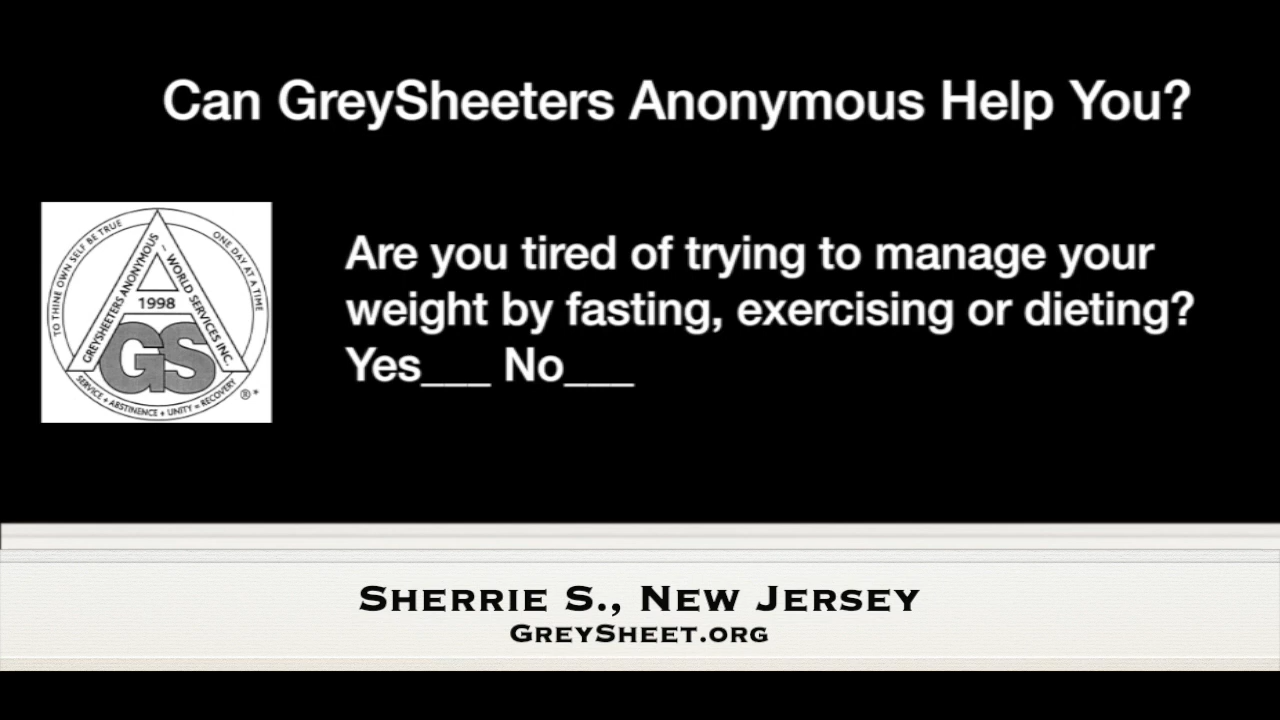 Can GreySheeters Anonymous Help You?
TO THINE OWN SELF BE TRUE
ONE DAY AT A TIME
GREYSHEETERS ANONYMOUS – WORLD SERVICES INC.
1998
GS
SERVICE + ABSTINENCE + UNITY = RECOVERY
®*
Are you tired of trying to manage your
weight by fasting, exercising or dieting?
Yes___ No___
Sherrie S., New Jersey
GreySheet.org